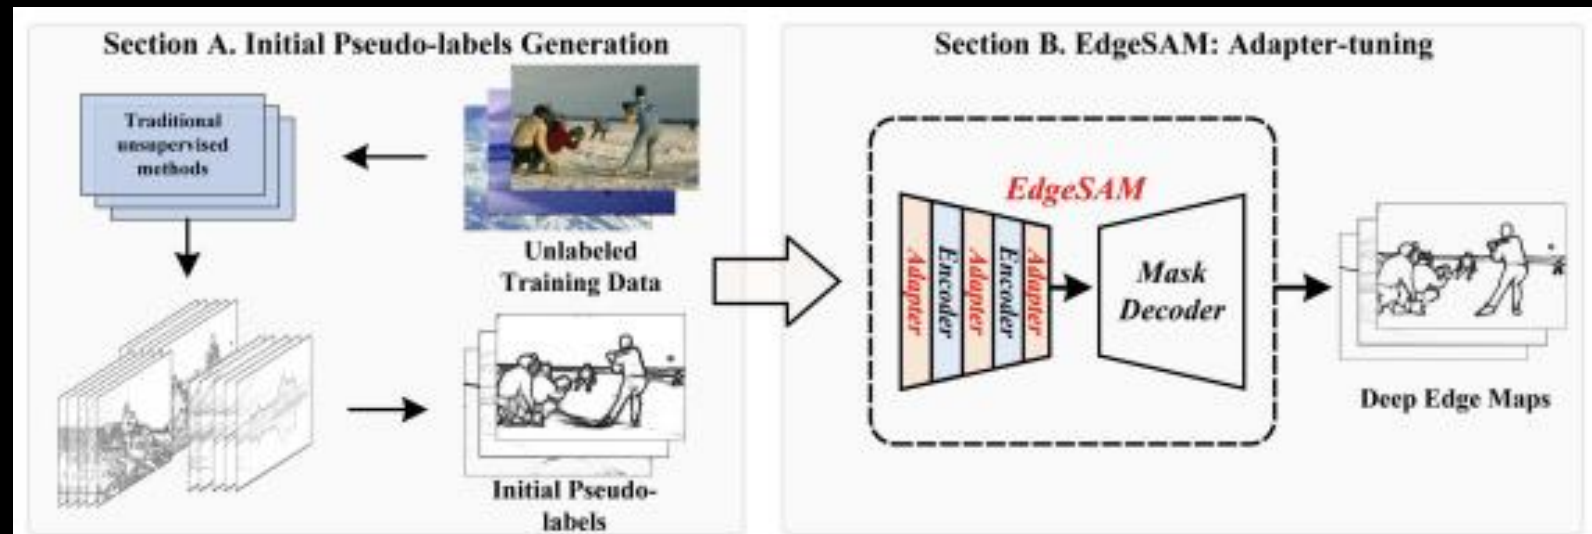 Section A. Initial Pseudo-labels Generation
Traditional
unsupervised
methods
Unlabeled
Training Data
Initial Pseudo-
labels
Section B. EdgeSAM: Adapter-tuning
EdgeSAM
Adapter
Encoder
Adapter
Encoder
Adapter
Mask
Decoder
Deep Edge Maps